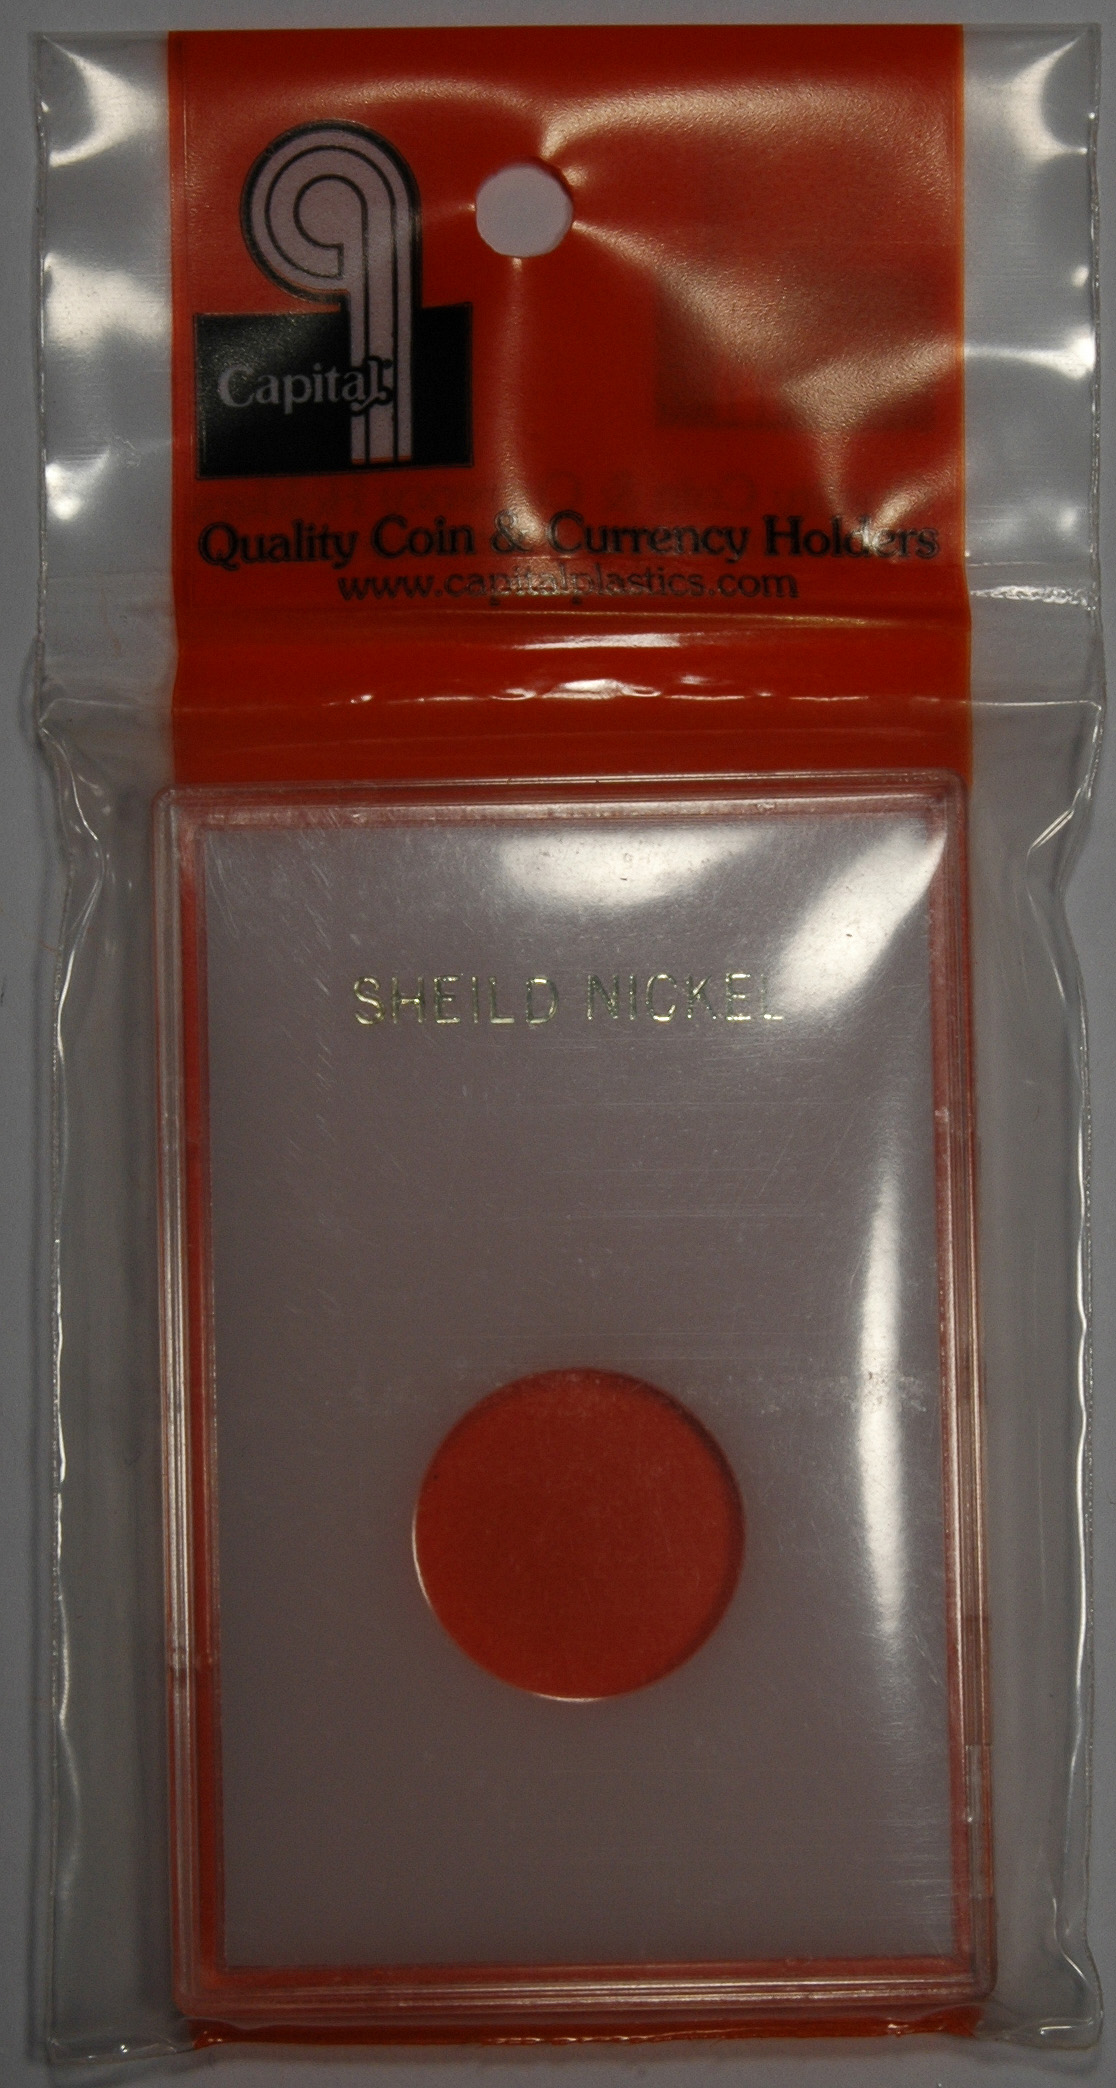 Capital
Quality Coin & Currency Holders
www.capitalplastics.com
SHEILD NICKEL